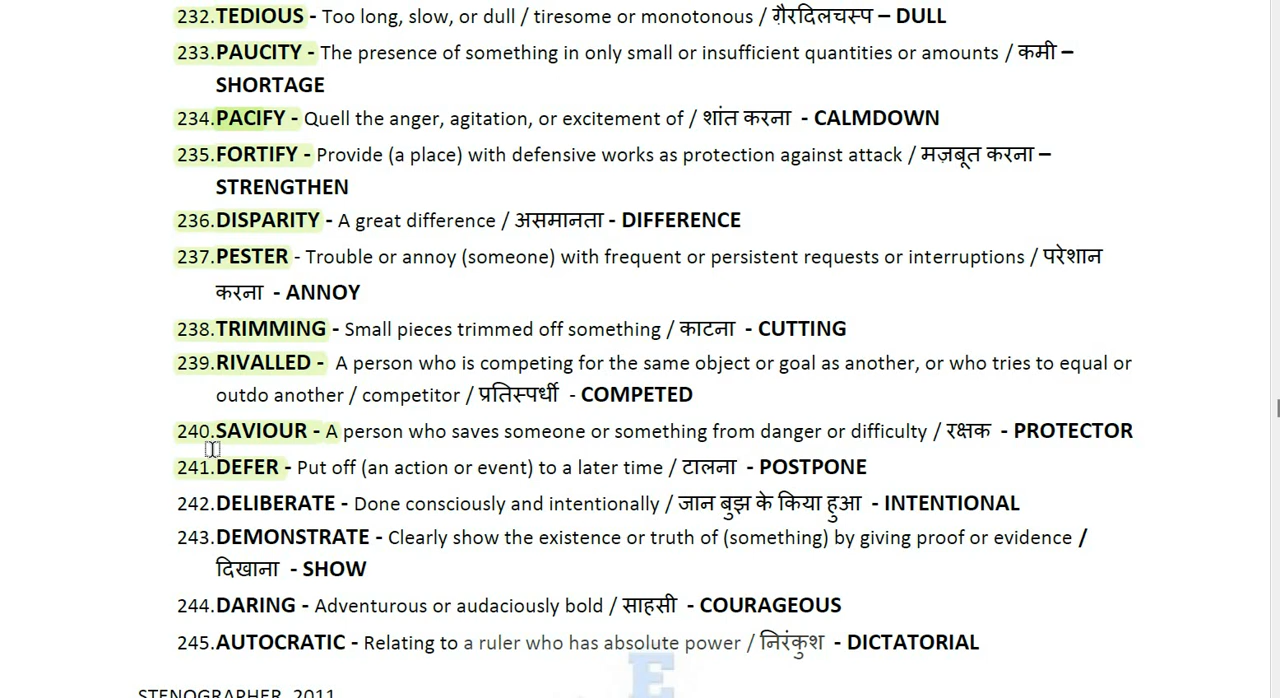 232.TEDIOUS - Too long, slow, or dull / tiresome or monotonous / ग़ैरदिलचस्प – DULL
233.PAUCITY - The presence of something in only small or insufficient quantities or amounts / कमी –
SHORTAGE
234.PACIFY - Quell the anger, agitation, or excitement of / शांत करना - CALMDOWN
235.FORTIFY - Provide (a place) with defensive works as protection against attack / मज़बूत करना –
STRENGTHEN
236.DISPARITY - A great difference / असमानता - DIFFERENCE
237.PESTER - Trouble or annoy (someone) with frequent or persistent requests or interruptions / परेशान
करना - ANNOY
238.TRIMMING - Small pieces trimmed off something / काटना - CUTTING
239.RIVALLED - A person who is competing for the same object or goal as another, or who tries to equal or
outdo another / competitor / प्रतिस्पर्धी - COMPETED
240.SAVIOUR - A person who saves someone or something from danger or difficulty / रक्षक - PROTECTOR
241.DEFER - Put off (an action or event) to a later time / टालना - POSTPONE
242.DELIBERATE - Done consciously and intentionally / जान बुझ के किया हुआ - INTENTIONAL
243.DEMONSTRATE - Clearly show the existence or truth of (something) by giving proof or evidence /
दिखाना - SHOW
244.DARING - Adventurous or audaciously bold / साहसी - COURAGEOUS
245.AUTOCRATIC - Relating to a ruler who has absolute power / निरंकुश - DICTATORIAL
E
STENOGRAPHER 2011